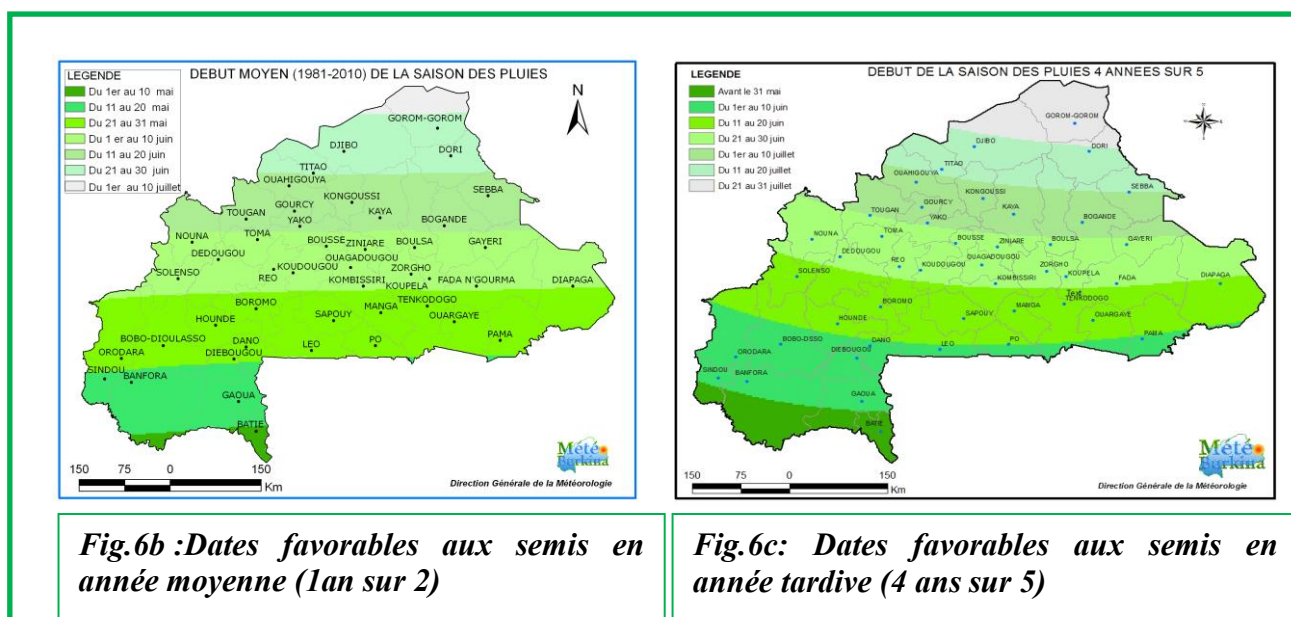 DEBUT MOYEN (1981-2010) DE LA SAISON DES PLUIES
LEGENDE
Du 1er au 10 mai
Du 11 au 20 mai
Du 21 au 31 mai
Du 1 er au 10 juin
Du 11 au 20 juin
Du 21 au 30 juin
Du 1er au 10 juillet
N
GOROM-GOROM
DJIBO
DORI
TITAO
OUAHIGOUYA
KONGOUSSI
SEBBA
GOURCY
KAYA
TOUGAN
YAKO
BOGANDE
NOUNA
TOMA
BOUSSE
ZINIARE
BOULSA
GAYERI
DEDOUGOU
OUAGADOUGOU
SOLENSO
REO
KOUDOUGOU
KOMBISSIRI
ZORGHO
KOUPELA
FADA N'GOURMA
DIAPAGA
BOROMO
MANGA
TENKODOGO
HOUNDE
SAPOUY
OUARGAYE
BOBO-DIOULASSO
DANO
LEO
PO
PAMA
ORODARA
DIEBOUGOU
SINDOU
BANFORA
GAOUA
BATIE
150 75 0 150
Km
Météo
Burkina
Direction Générale de la Météorologie
DEBUT DE LA SAISON DES PLUIES 4 ANNEES SUR 5
LEGENDE
Avant le 31 mai
Du 1er au 10 juin
Du 11 au 20 juin
Du 21 au 30 juin
Du 1er au 10 juillet
Du 11 au 20 juillet
Du 21 au 31 juillet
GOROM-GOROM
DJIBO
DORI
TITAO
OUAHIGOUYA
KONGOUSSI
SEBBA
GOURCY
KAYA
TOUGAN
YAKO
BOGANDE
NOUNA
TOMA
BOUSSE
ZINIARE
BOULSA
GAYERI
DEDOUGOU
OUAGADOUGOU
REO
KOUDOUGOU
ZORGHO
KOUPELA
SOLENSO
KOMBISSIRI
FADA
DIAPAGA
Text
BOROMO
MANGA
TENKODOGO
HOUNDE
SAPOUY
OUARGAYE
BOBO-DSSO
DANO
LEO
PO
PAMA
ORODARA
DIEBOUGOU
SINDOU
BANFORA
GAOUA
BATIE
150 75 0 150
Km
Météo
Burkina
Direction Générale de la Météorologie
Fig.6b :Dates favorables aux semis en
année moyenne (1an sur 2)
Fig.6c: Dates favorables aux semis en
année tardive (4 ans sur 5)